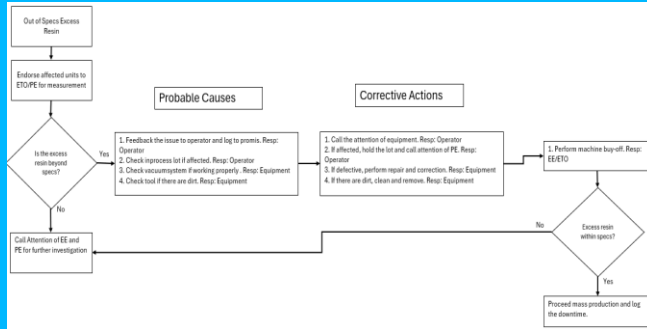 Out of Specs Excess
Resin
Endorse affected units to
ETO/PE for measurement
Is the excess
resin beyond
specs?
Yes
No
Call Attention of EE and
PE for further investigation
Probable Causes
1. Feedback the issue to operator and log to promis. Resp:
Operator
2. Check inprocess lot if affected. Resp: Operator
3. Check vacuumsystem if working properly . Resp: Equipment
4. Check tool if there are dirt. Resp: Equipment
Corrective Actions
1. Call the attention of equipment. Resp: Operator
2. If affected, hold the lot and call attention of PE. Resp:
Operator
3. If defective, perform repair and correction. Resp: Equipment
4. If there are dirt, clean and remove. Resp: Equipment
1. Perform machine buy-off. Resp:
EE/ETO
Excess resin
within specs?
No
Yes
Proceed mass production and log
the downtime.